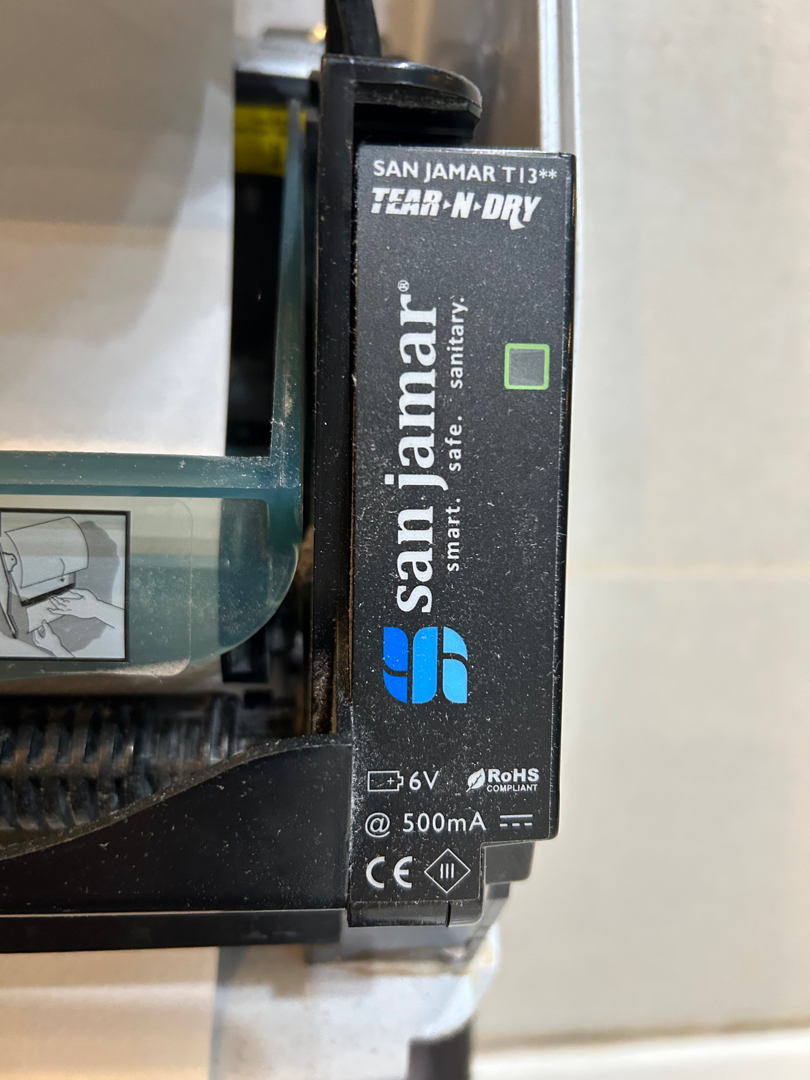 SAN JAMAR T13**
TEAR-N-DRY
san jamar®
smart. safe. sanitary.
6V
RoHS
COMPLIANT
@ 500mA
CE
III